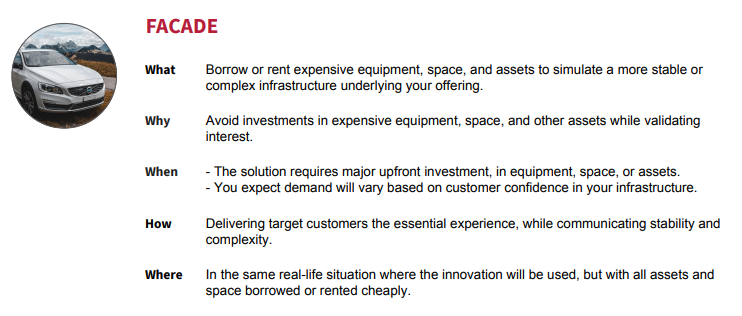 FACADE
What Borrow or rent expensive equipment, space, and assets to simulate a more stable or
complex infrastructure underlying your offering.
Why Avoid investments in expensive equipment, space, and other assets while validating
interest.
When - The solution requires major upfront investment, in equipment, space, or assets.
- You expect demand will vary based on customer confidence in your infrastructure.
How Delivering target customers the essential experience, while communicating stability and
complexity.
Where In the same real-life situation where the innovation will be used, but with all assets and
space borrowed or rented cheaply.